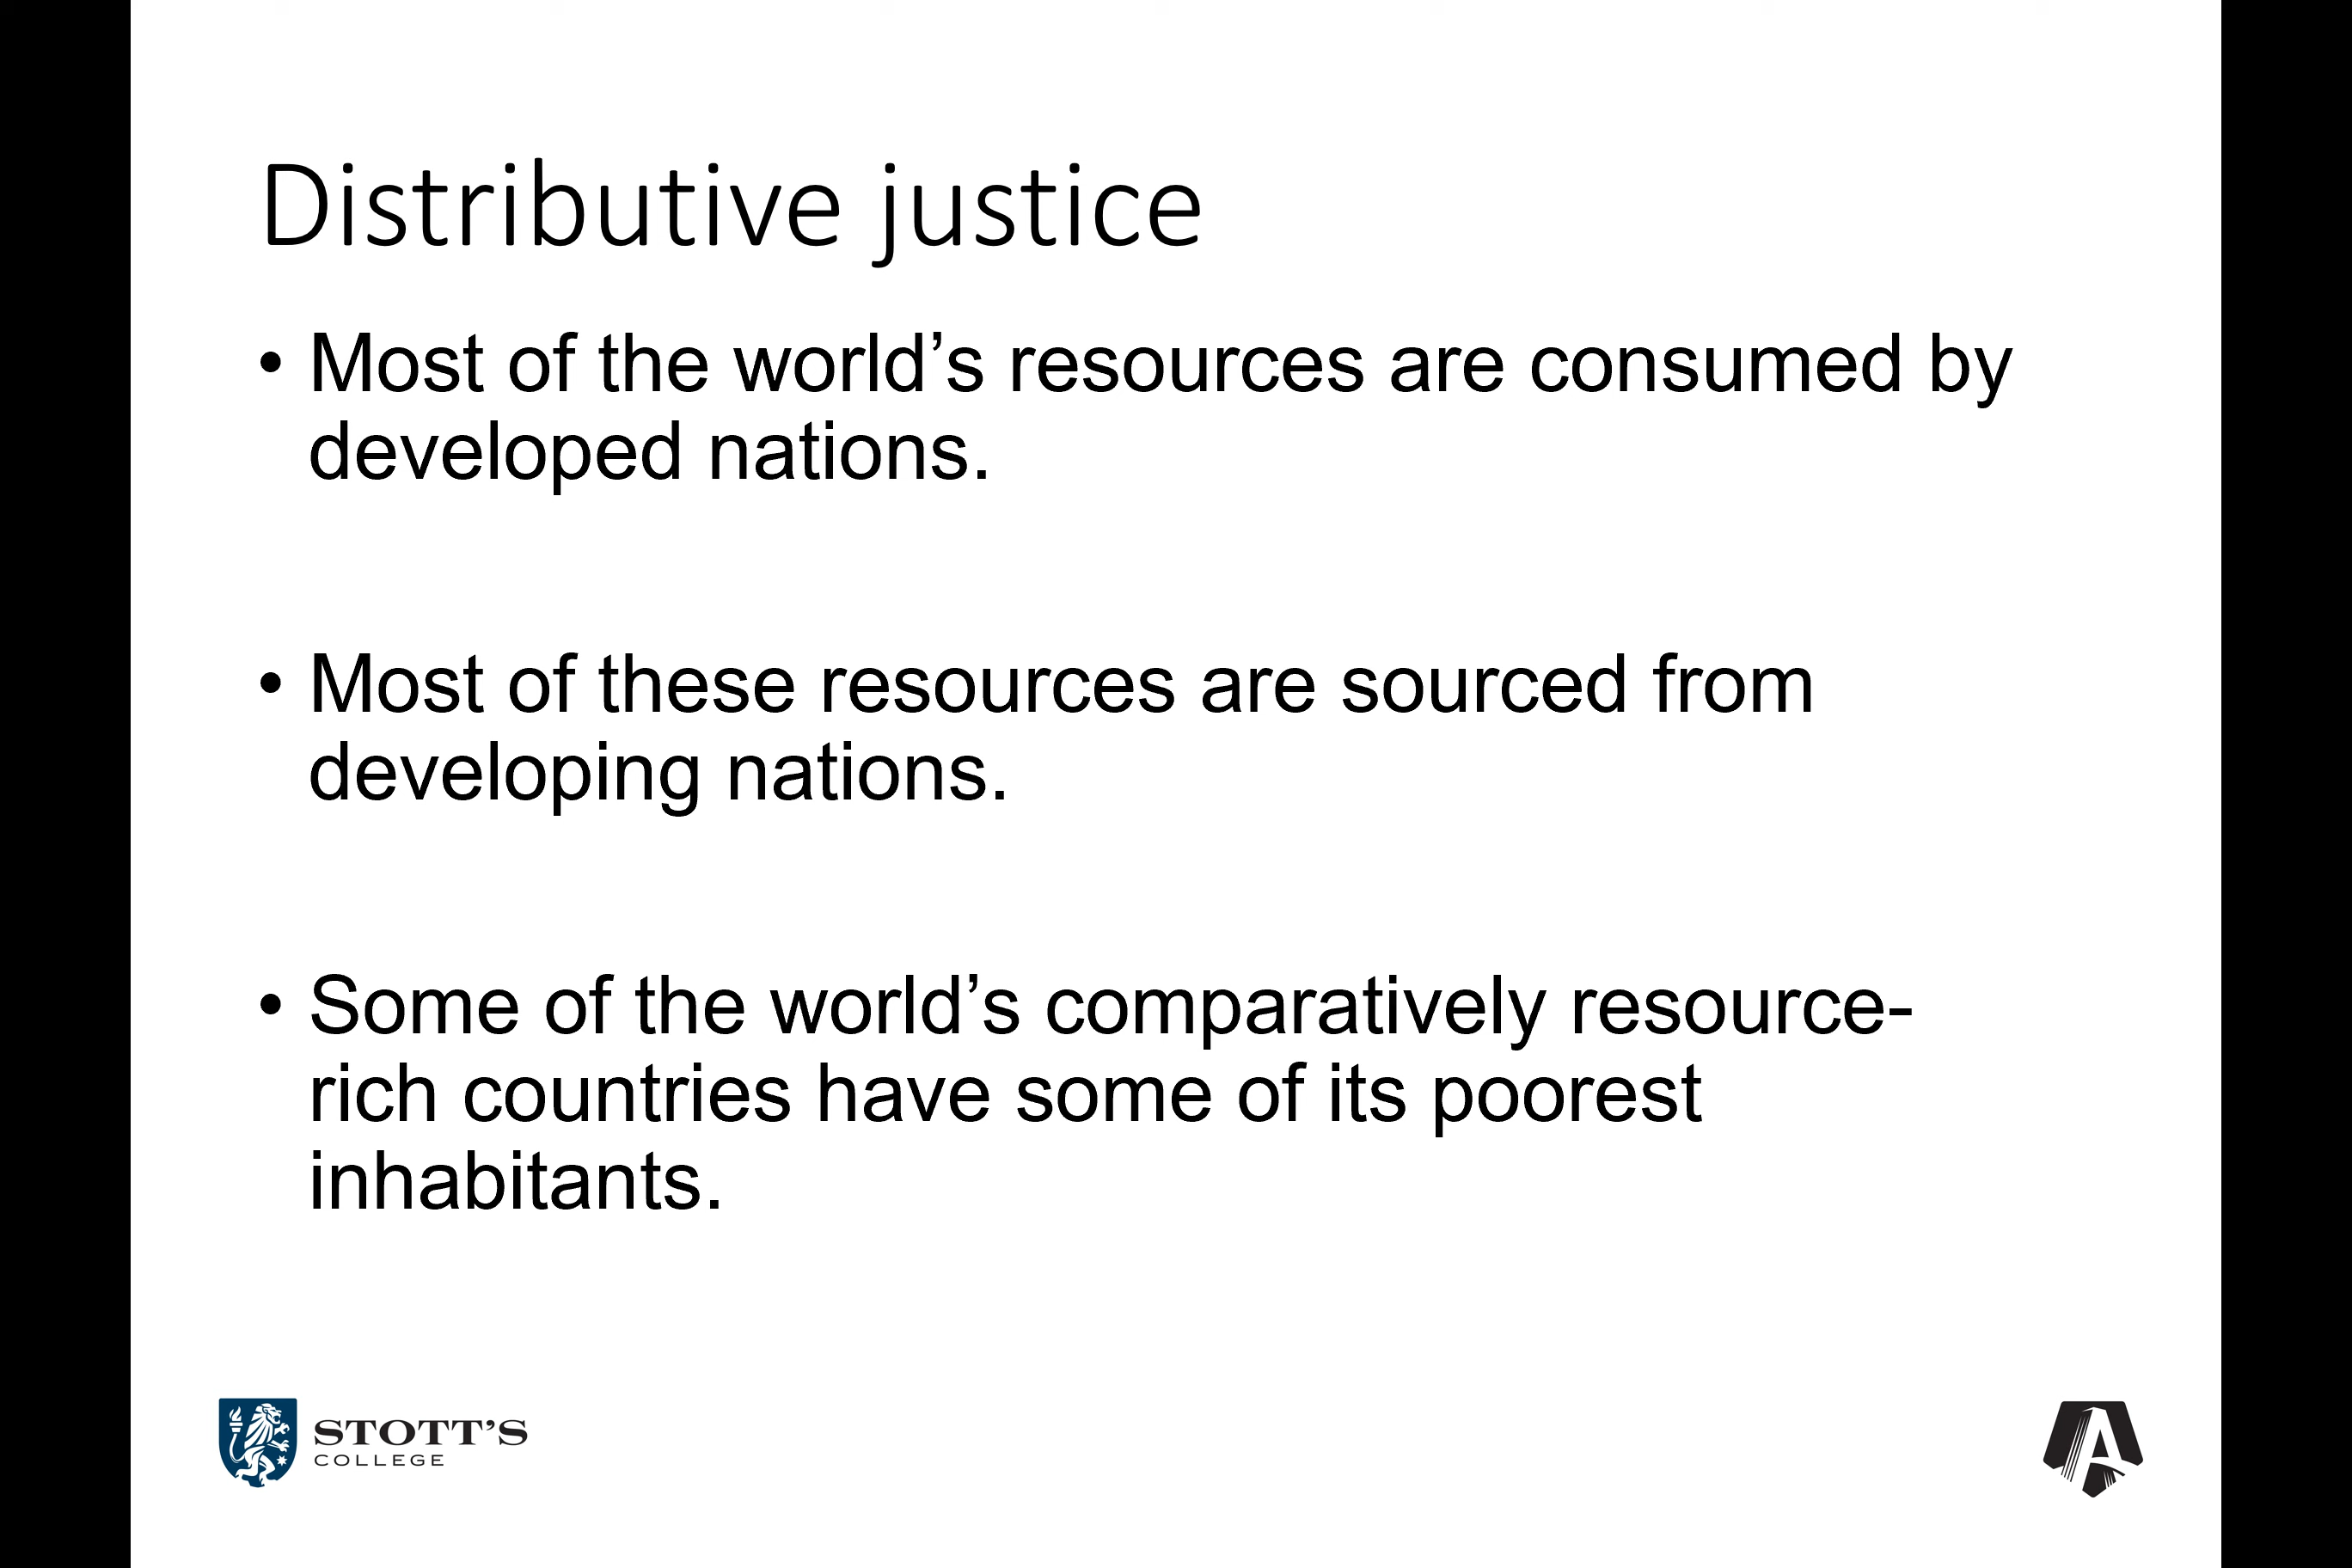 Distributive justice
• Most of the world’s resources are consumed by
developed nations.
• Most of these resources are sourced from
developing nations.
• Some of the world’s comparatively resource-
rich countries have some of its poorest
inhabitants.
STOTT’S
COLLEGE
A